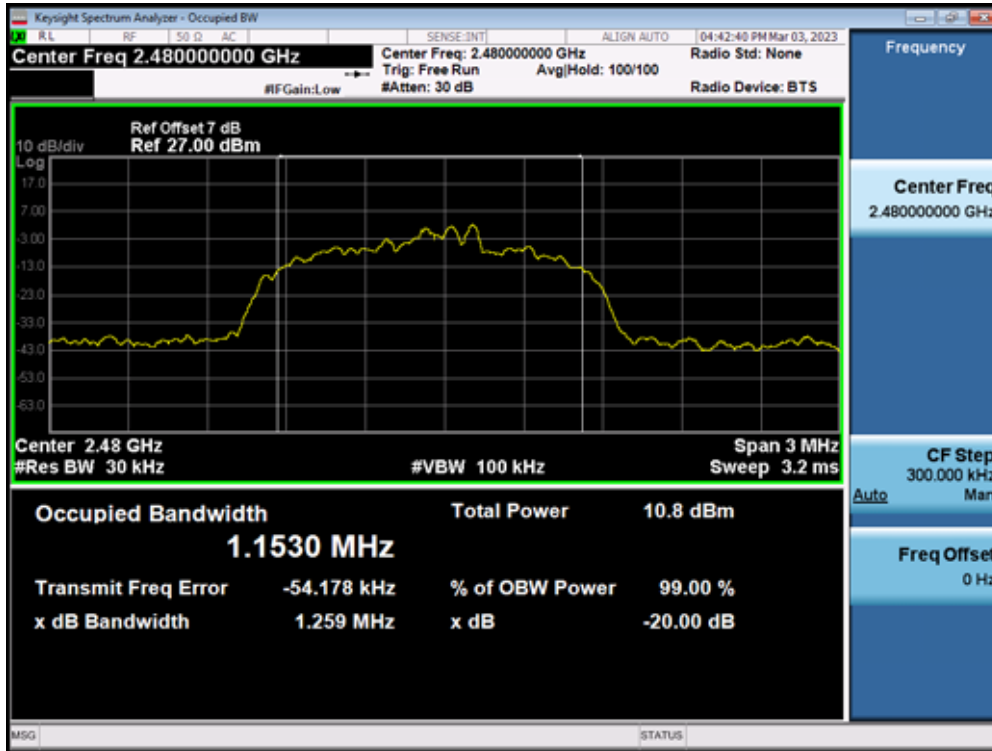 Keysight Spectrum Analyzer - Occupied BW
RL RF 50 Ω AC SENSE:INT ALIGN AUTO 04:42:40 PM Mar 03, 2023
Center Freq 2.480000000 GHz
Center Freq: 2.480000000 GHz
Radio Std: None
Trig: Free Run
Avg|Hold: 100/100
#IFGain:Low
#Atten: 30 dB
Radio Device: BTS
Ref Offset 7 dB
10 dB/div
Ref 27.00 dBm
Log
17.0
7.00
-3.00
-13.0
-23.0
-33.0
-43.0
-53.0
-63.0
Center 2.48 GHz
Span 3 MHz
#Res BW 30 kHz
#VBW 100 kHz
Sweep 3.2 ms
Occupied Bandwidth
Total Power
10.8 dBm
1.1530 MHz
Transmit Freq Error
-54.178 kHz
% of OBW Power
99.00 %
x dB Bandwidth
1.259 MHz
x dB
-20.00 dB
MSG
STATUS
Frequency
Center Freq
2.480000000 GHz
CF Step
300.000 kHz
Auto
Man
Freq Offset
0 Hz